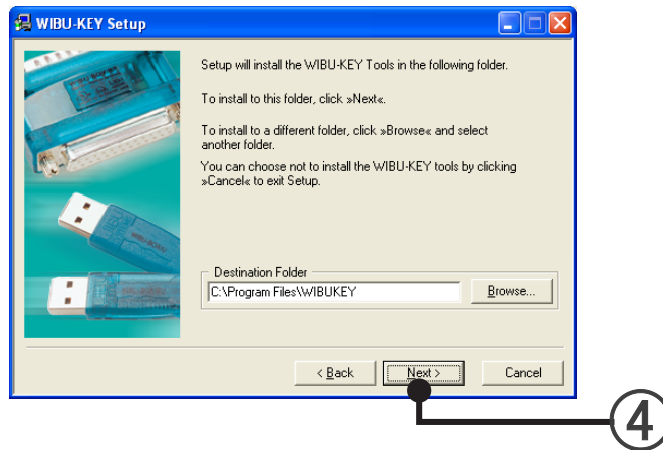 WIBU-KEY Setup
Setup will install the WIBU-KEY Tools in the following folder.
To install to this folder, click »Next«.
To install to a different folder, click »Browse« and select
another folder.
You can choose not to install the WIBU-KEY tools by clicking
»Cancel« to exit Setup.
Destination Folder
C:\Program Files\WIBUKEY
Browse...
< Back
Next >
Cancel
4